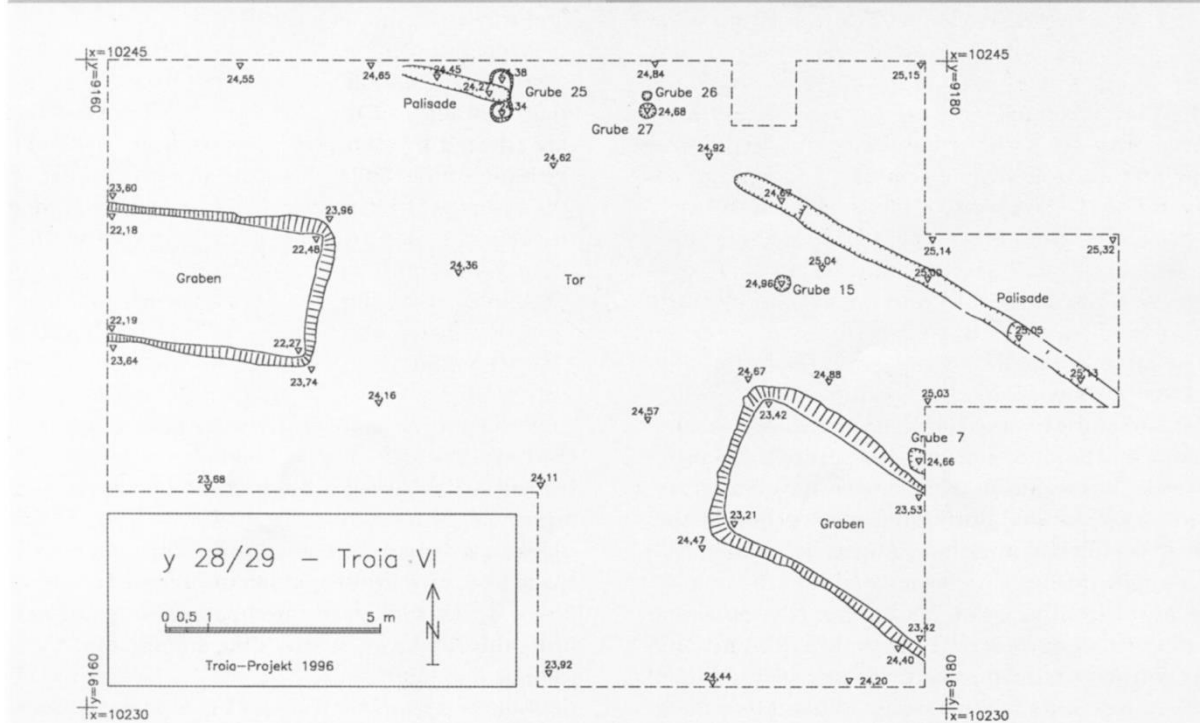 x=10245
x=10245
y=9160
y=9180
24,55
24,65
24,45
24,38
24,84
25,15
24,27
Grube 25
Grube 26
Palisade
24,34
24,68
Grube 27
24,62
24,92
23,60
24,67
22,18
23,96
22,48
25,14
25,32
24,36
25,04
25,00
Graben
Tor
24,96
Grube 15
Palisade
22,19
25,05
23,64
22,27
23,74
24,67
24,88
25,13
24,16
23,42
25,03
24,57
Grube 7
24,66
23,68
24,11
23,53
23,21
Graben
24,47
y 28/29 – Troia VI
0 0,5 1 5 m
N
Troia-Projekt 1996
24,40
23,92
24,44
24,20
y=9160
y=9180
x=10230
x=10230